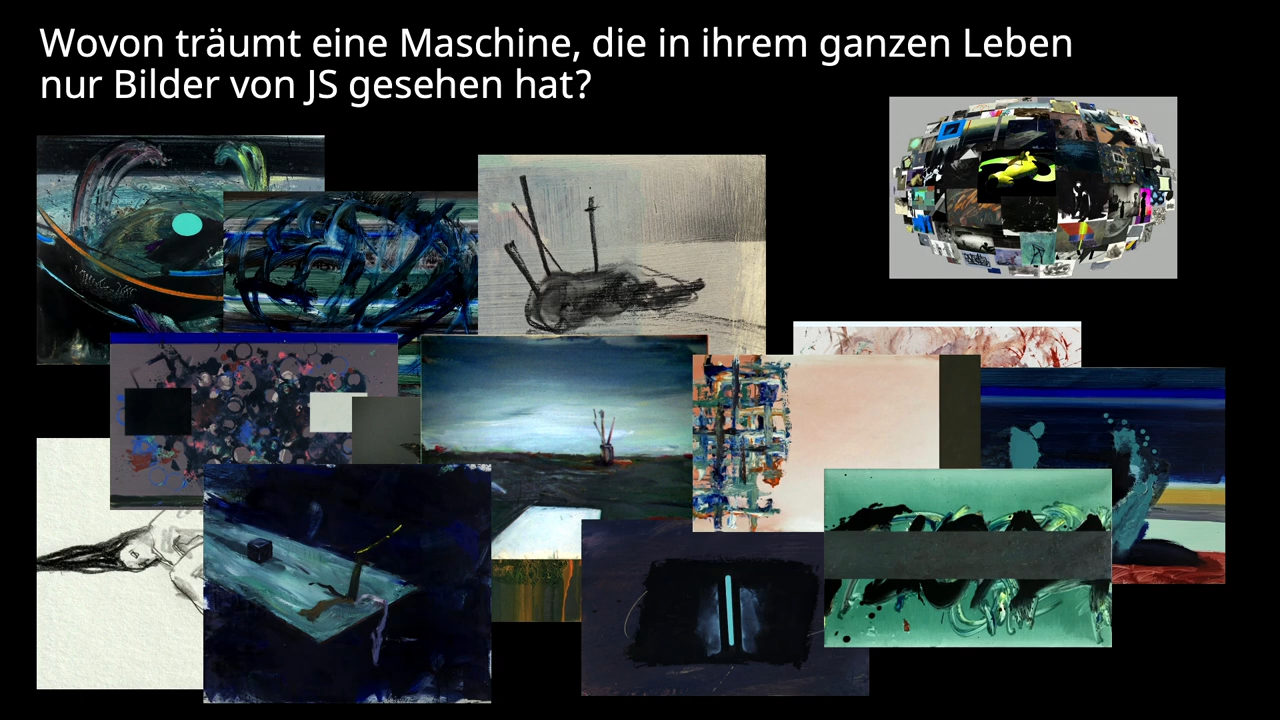 Wovon träumt eine Maschine, die in ihrem ganzen Leben
nur Bilder von JS gesehen hat?